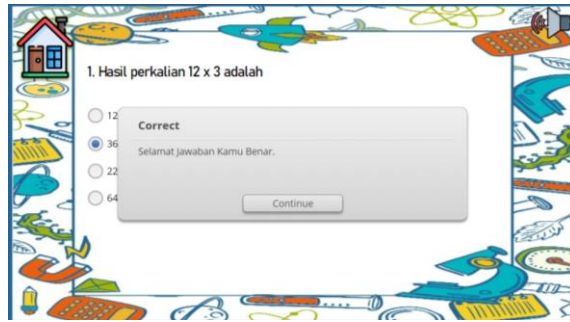 1. Hasil perkalian 12 x 3 adalah
12
Correct
36
Selamat Jawaban Kamu Benar.
22
64
Continue